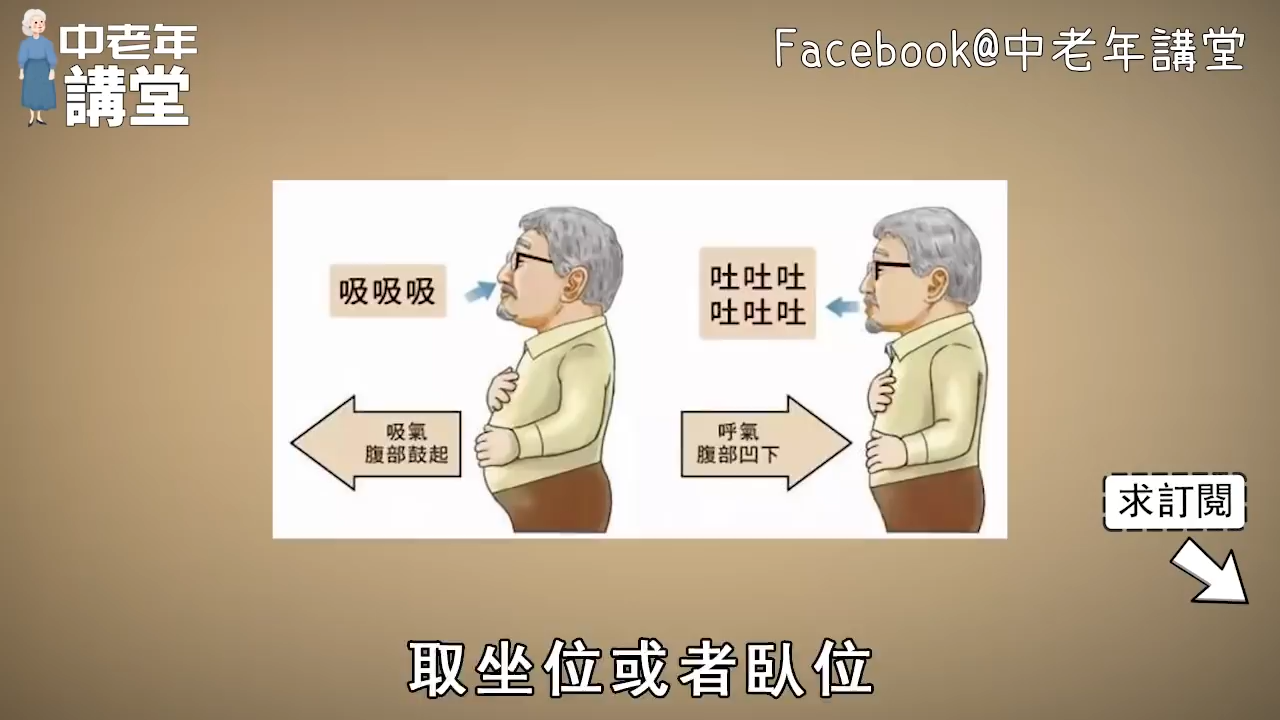 中老年
講堂
Facebook@中老年講堂
吸吸吸
吐吐吐
吐吐吐
吸氣
腹部鼓起
呼氣
腹部凹下
求訂閱
取坐位或者臥位